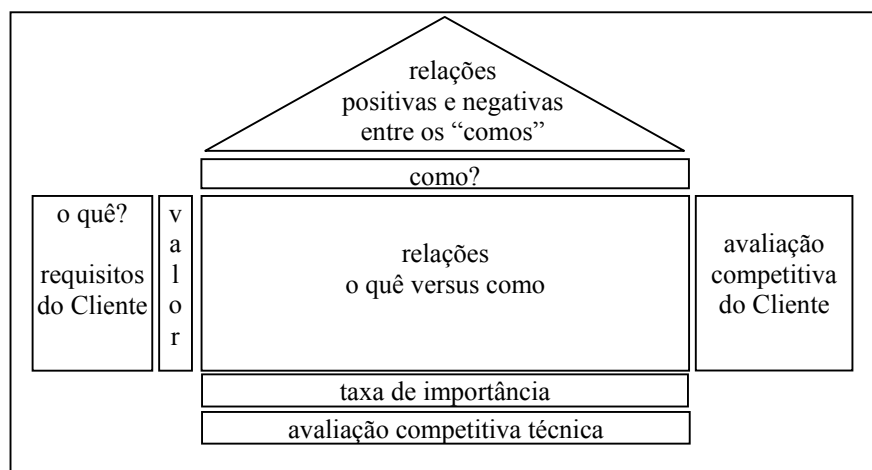 relações
positivas e negativas
entre os “comos”
como?
o quê?
requisitos
do Cliente
valor
relações
o quê versus como
avaliação
competitiva
do Cliente
taxa de importância
avaliação competitiva técnica